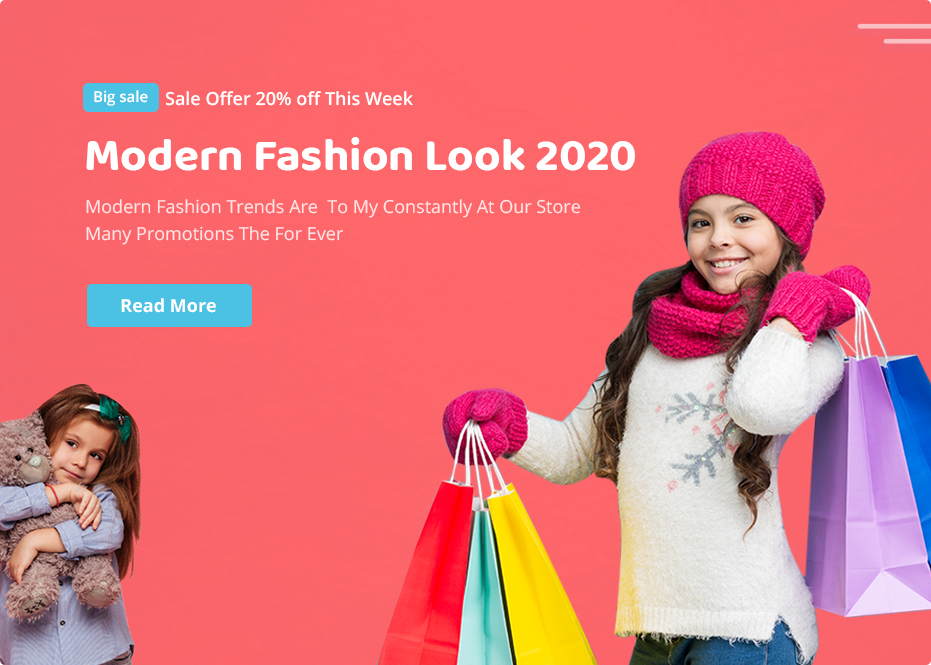 Big sale Sale Offer 20% off This Week
Modern Fashion Look 2020
Modern Fashion Trends Are  To My Constantly At Our Store
Many Promotions The For Ever
Read More